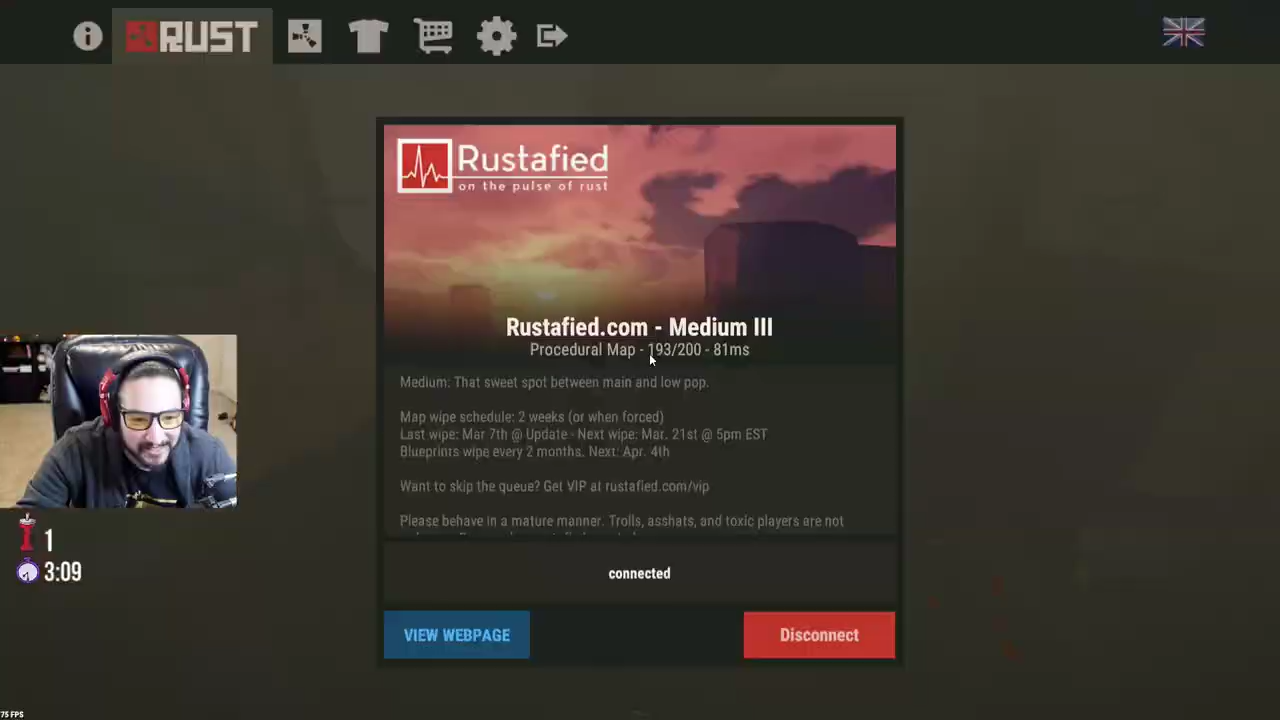 RUST
Rustafied
on the pulse of rust
Rustafied.com - Medium III
Procedural Map - 193/200 - 81ms
Medium: That sweet spot between main and low pop.
Map wipe schedule: 2 weeks (or when forced)
Last wipe: Mar 7th @ Update - Next wipe: Mar. 21st @ 5pm EST
Blueprints wipe every 2 months. Next: Apr. 4th
Want to skip the queue? Get VIP at rustafied.com/vip
Please behave in a mature manner. Trolls, asshats, and toxic players are not
connected
VIEW WEBPAGE
Disconnect
1
3:09
75 FPS